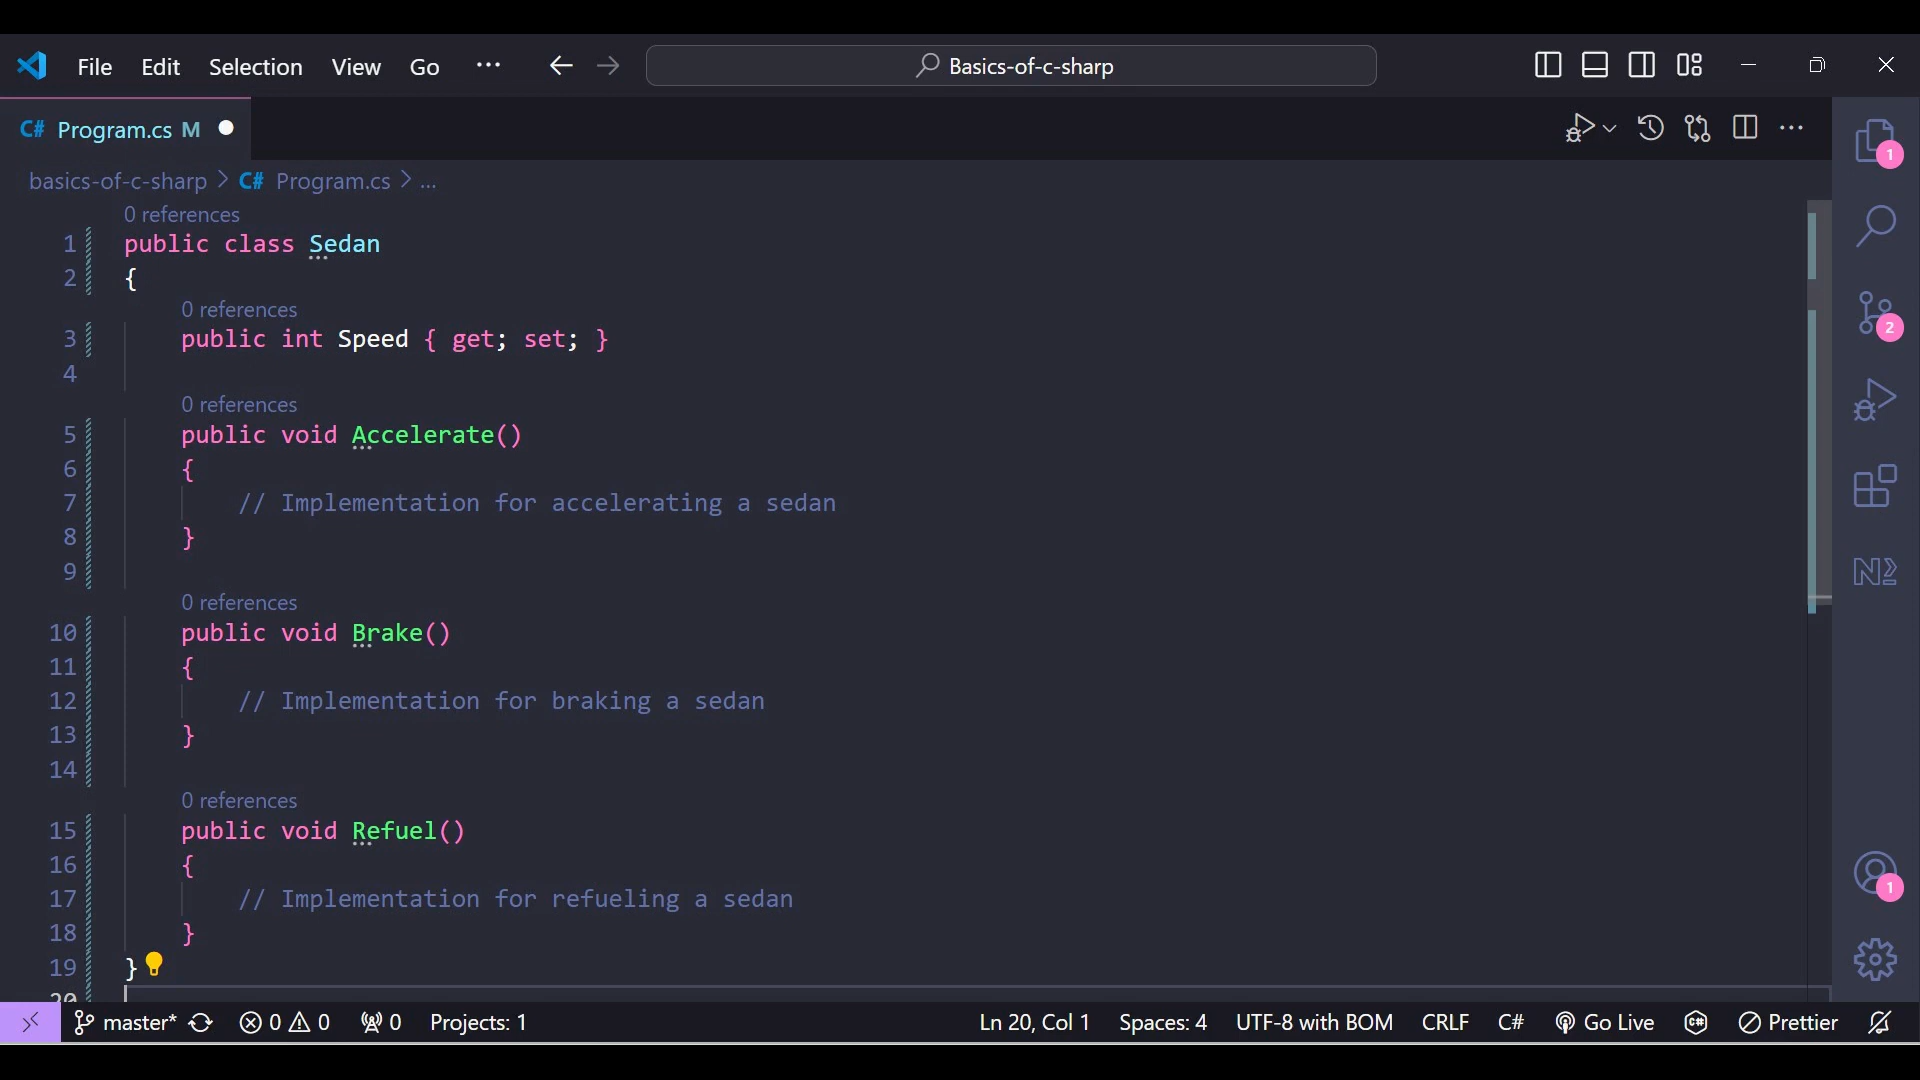 File Edit Selection View Go ··· Basics-of-c-sharp
C# Program.cs M
basics-of-c-sharp > C# Program.cs > ...
0 references
1 public class Sedan
2 {
0 references
3 public int Speed { get; set; }
4
0 references
5 public void Accelerate()
6 {
7 // Implementation for accelerating a sedan
8 }
9
0 references
10 public void Brake()
11 {
12 // Implementation for braking a sedan
13 }
14
0 references
15 public void Refuel()
16 {
17 // Implementation for refueling a sedan
18 }
19 }
20
1
2
N
1
master* 0 0 0 Projects: 1 Ln 20, Col 1 Spaces: 4 UTF-8 with BOM CRLF C# Go Live C# Prettier